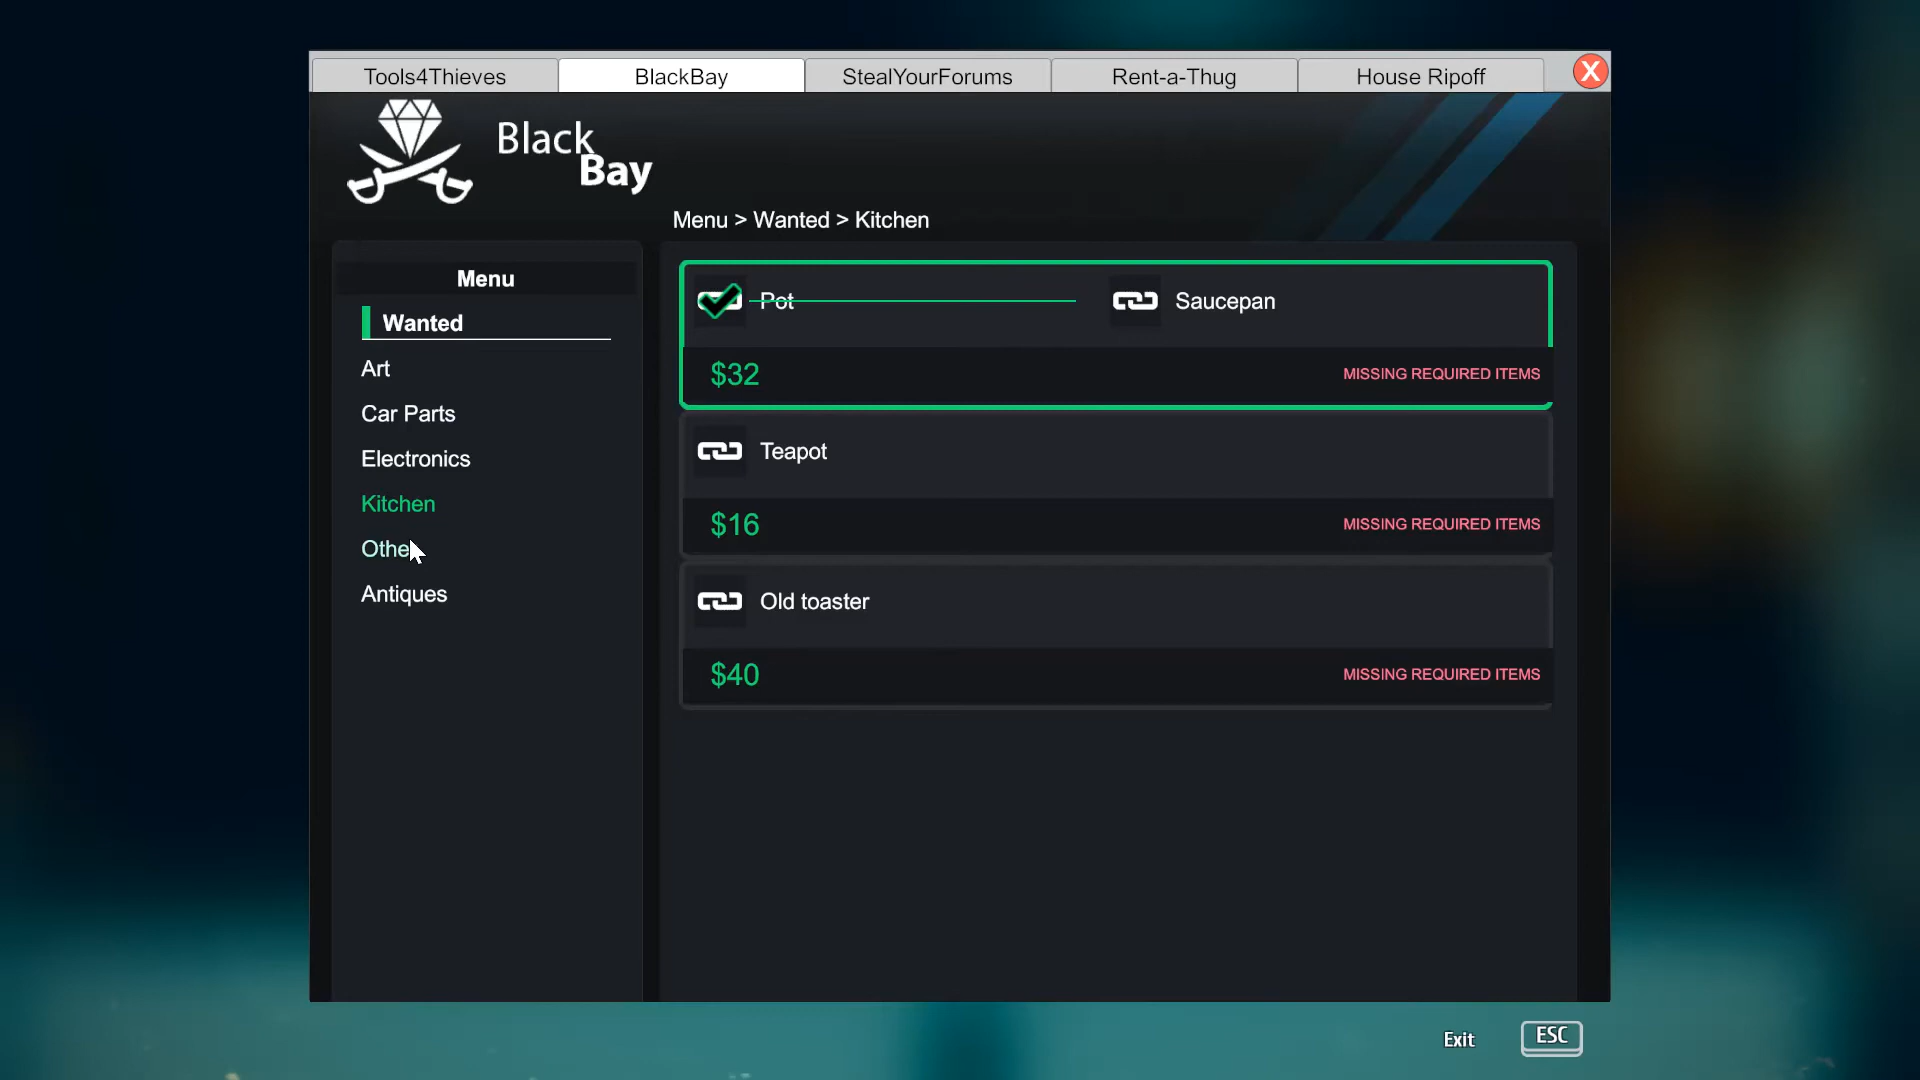 Tools4Thieves
BlackBay
StealYourForums
Rent-a-Thug
House Ripoff
X
Black
Bay
Menu > Wanted > Kitchen
Menu
Wanted
Art
Car Parts
Electronics
Kitchen
Othe
Antiques
Pot
Saucepan
$32
MISSING REQUIRED ITEMS
Teapot
$16
MISSING REQUIRED ITEMS
Old toaster
$40
MISSING REQUIRED ITEMS
Exit
ESC